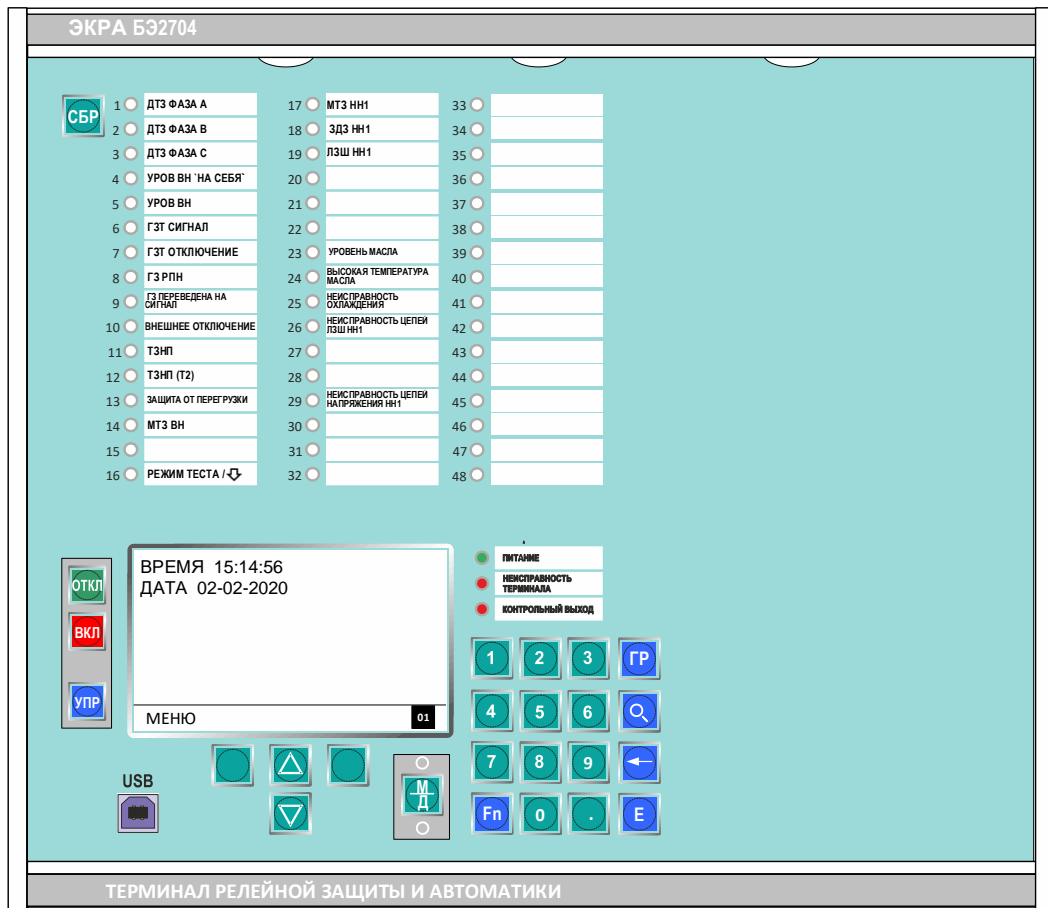 ЭКРА БЭ2704
СБР
1 ДТЗ ФАЗА А
2 ДТЗ ФАЗА В
3 ДТЗ ФАЗА С
4 УРОВ ВН `НА СЕБЯ`
5 УРОВ ВН
6 ГЗТ СИГНАЛ
7 ГЗТ ОТКЛЮЧЕНИЕ
8 ГЗ РПН
9 ГЗ ПЕРЕВЕДЕНА НА
СИГНАЛ
10 ВНЕШНЕЕ ОТКЛЮЧЕНИЕ
11 ТЗНП
12 ТЗНП (Т2)
13 ЗАЩИТА ОТ ПЕРЕГРУЗКИ
14 МТЗ ВН
15
16 РЕЖИМ ТЕСТА /
17 МТЗ НН1
18 ЗДЗ НН1
19 ЛЗШ НН1
20
21
22
23 УРОВЕНЬ МАСЛА
24 ВЫСОКАЯ ТЕМПЕРАТУРА
МАСЛА
25 НЕИСПРАВНОСТЬ
ОХЛАЖДЕНИЯ
26 НЕИСПРАВНОСТЬ ЦЕПЕЙ
ЛЗШ НН1
27
28
29 НЕИСПРАВНОСТЬ ЦЕПЕЙ
НАПРЯЖЕНИЯ НН1
30
31
32
33
34
35
36
37
38
39
40
41
42
43
44
45
46
47
48
ОТКЛ
ВКЛ
УПР
ВРЕМЯ 15:14:56
ДАТА 02-02-2020
МЕНЮ 01
ПИТАНИЕ
НЕИСПРАВНОСТЬ
ТЕРМИНАЛА
КОНТРОЛЬНЫЙ ВЫХОД
1 2 3 ГР
4 5 6
7 8 9
Fn 0 . E
USB
М
Д
ТЕРМИНАЛ РЕЛЕЙНОЙ ЗАЩИТЫ И АВТОМАТИКИ